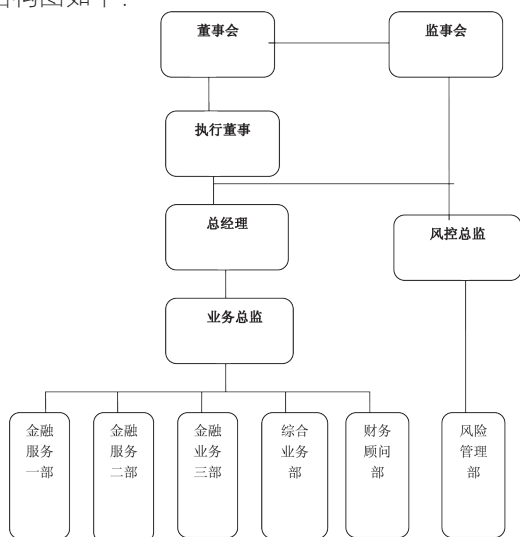 结构图如下：
董事会
监事会
执行董事
总经理
风控总监
业务总监
金融
服务
一部
金融
服务
二部
金融
业务
三部
综合
业务
部
财务
顾问
部
风险
管理
部